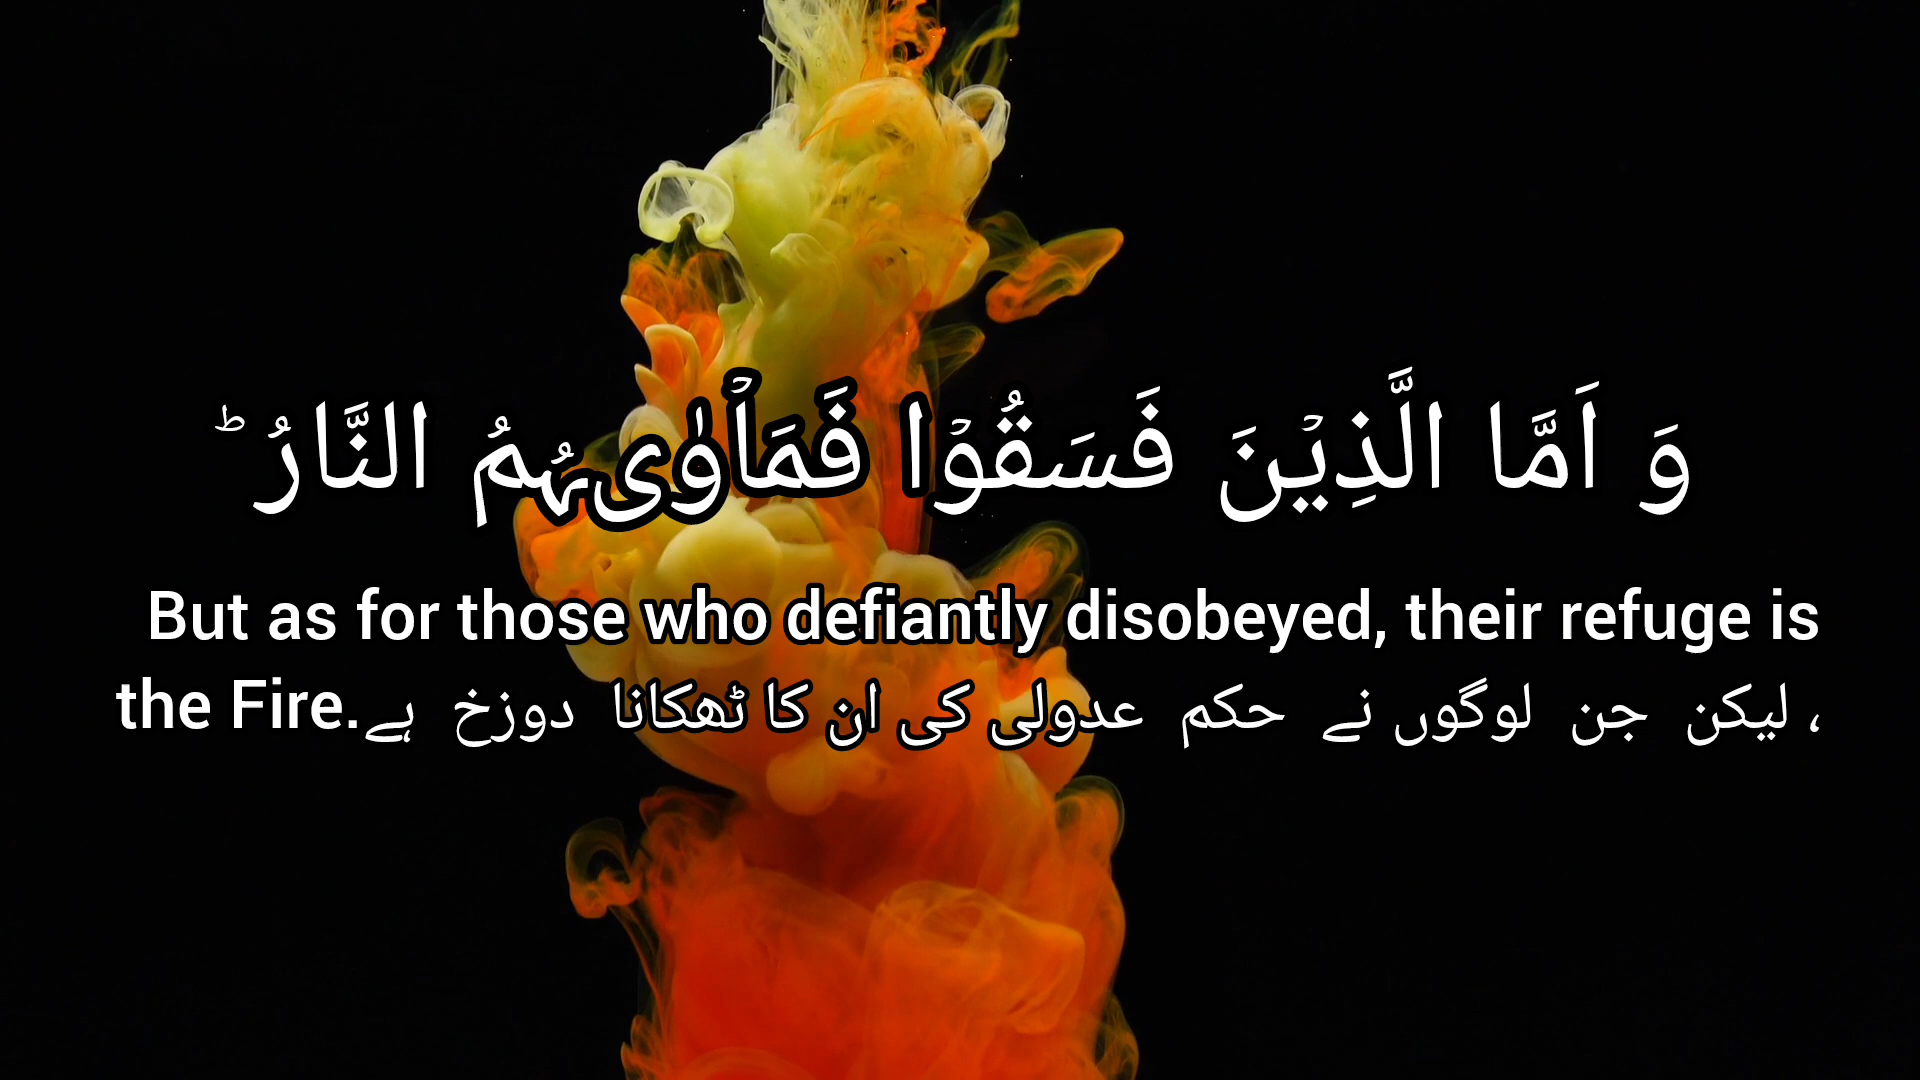 وَ اَمَّا الَّذِیۡنَ فَسَقُوۡا فَمَاۡوٰىہُمُ النَّارُ ؕ
But as for those who defiantly disobeyed, their refuge is
the Fire.، لیکن جن لوگوں نے حکم عدولی کی ان کا ٹھکانا دوزخ ہے